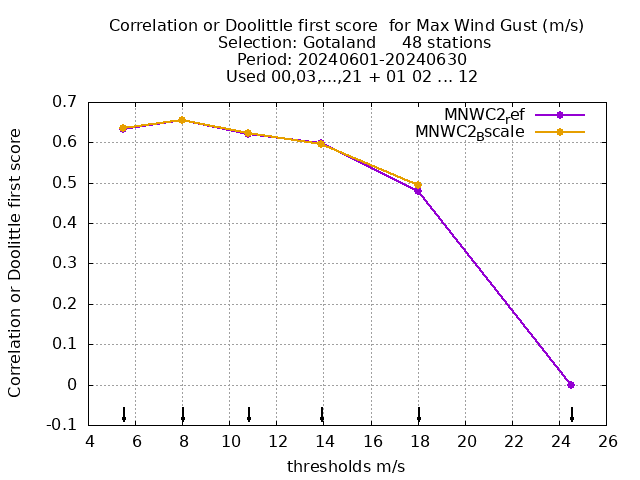 Correlation or Doolittle first score  for Max Wind Gust (m/s)
Selection: Gotaland     48 stations
Period: 20240601-20240630
Used 00,03,...,21 + 01 02 ... 12
MNWC2ref
MNWC2Bscale
Correlation or Doolittle first score
0.7
0.6
0.5
0.4
0.3
0.2
0.1
0
-0.1
4 6 8 10 12 14 16 18 20 22 24 26
thresholds m/s